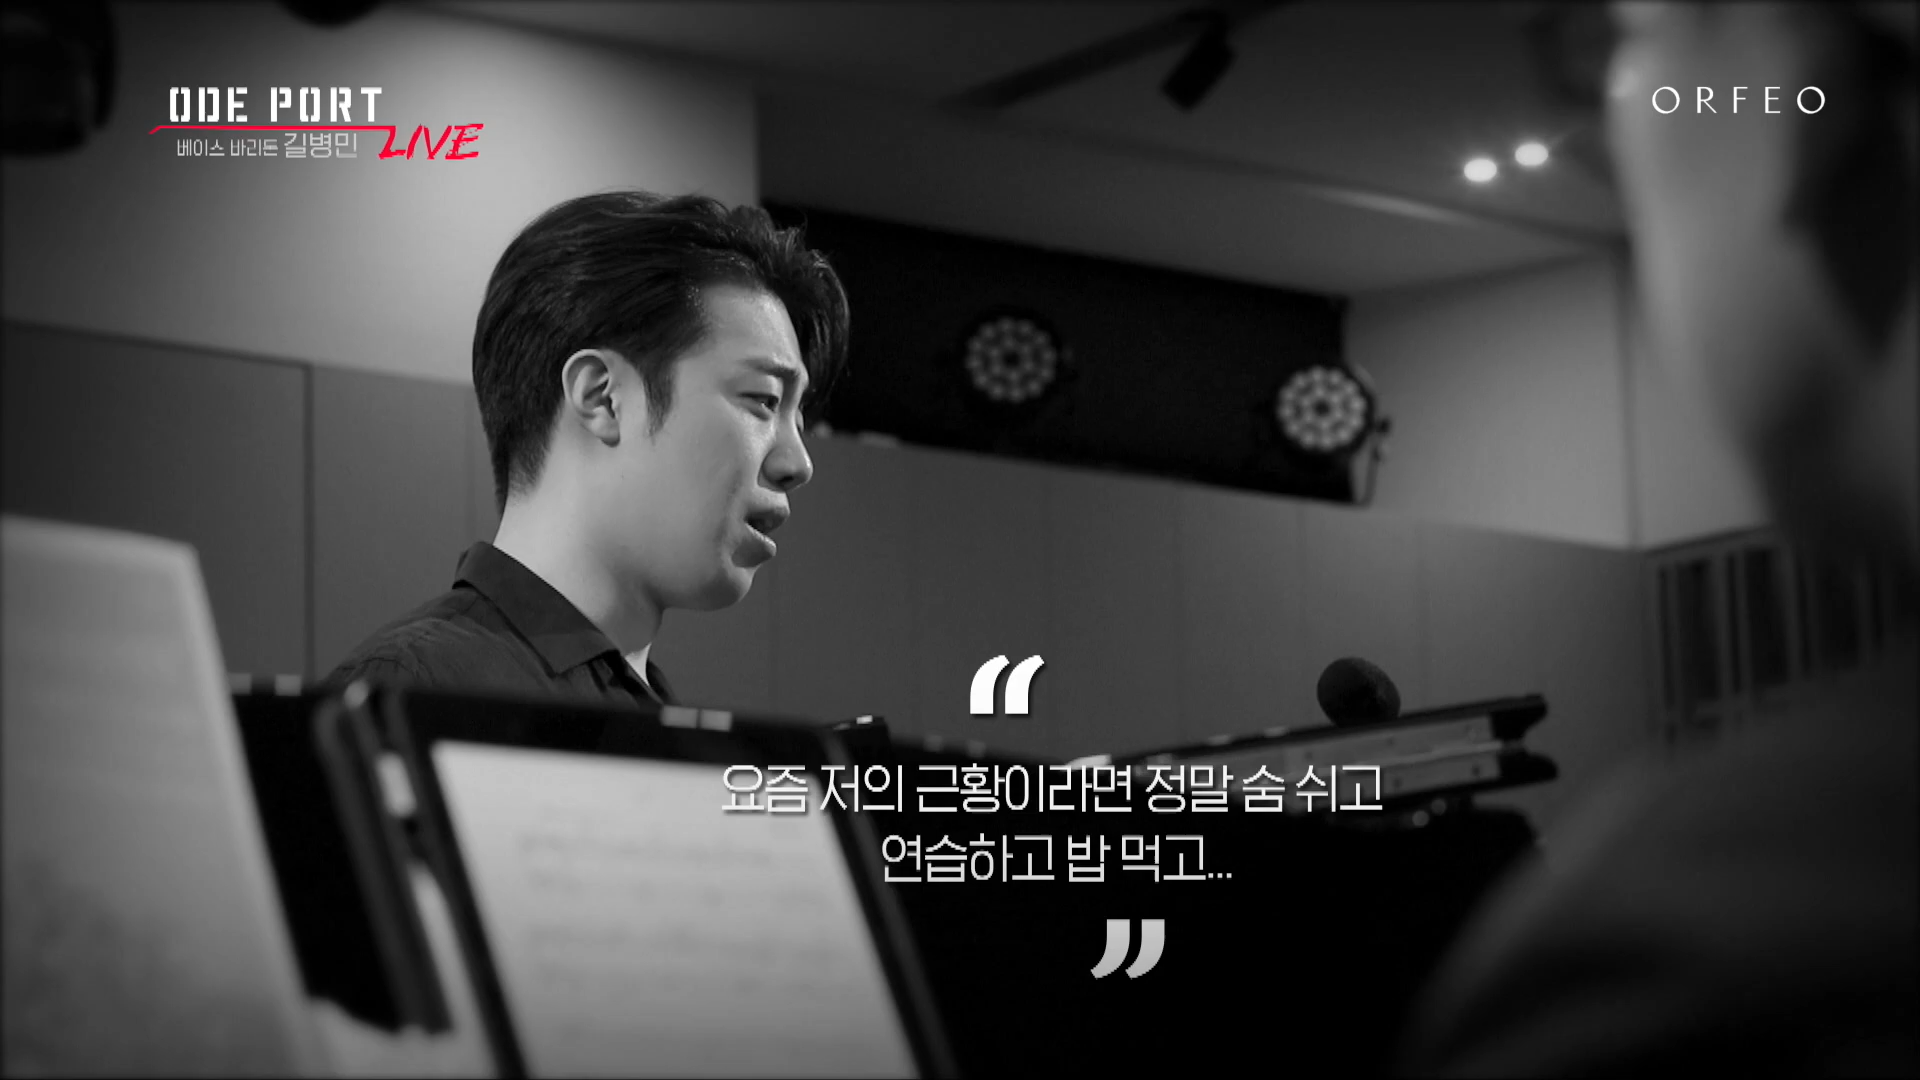 ODE PORT
LIVE
베이스 바리톤 길병민
ORFEO
“
요즘 저의 근황이라면 정말 숨 쉬고
연습하고 밥 먹고...
”